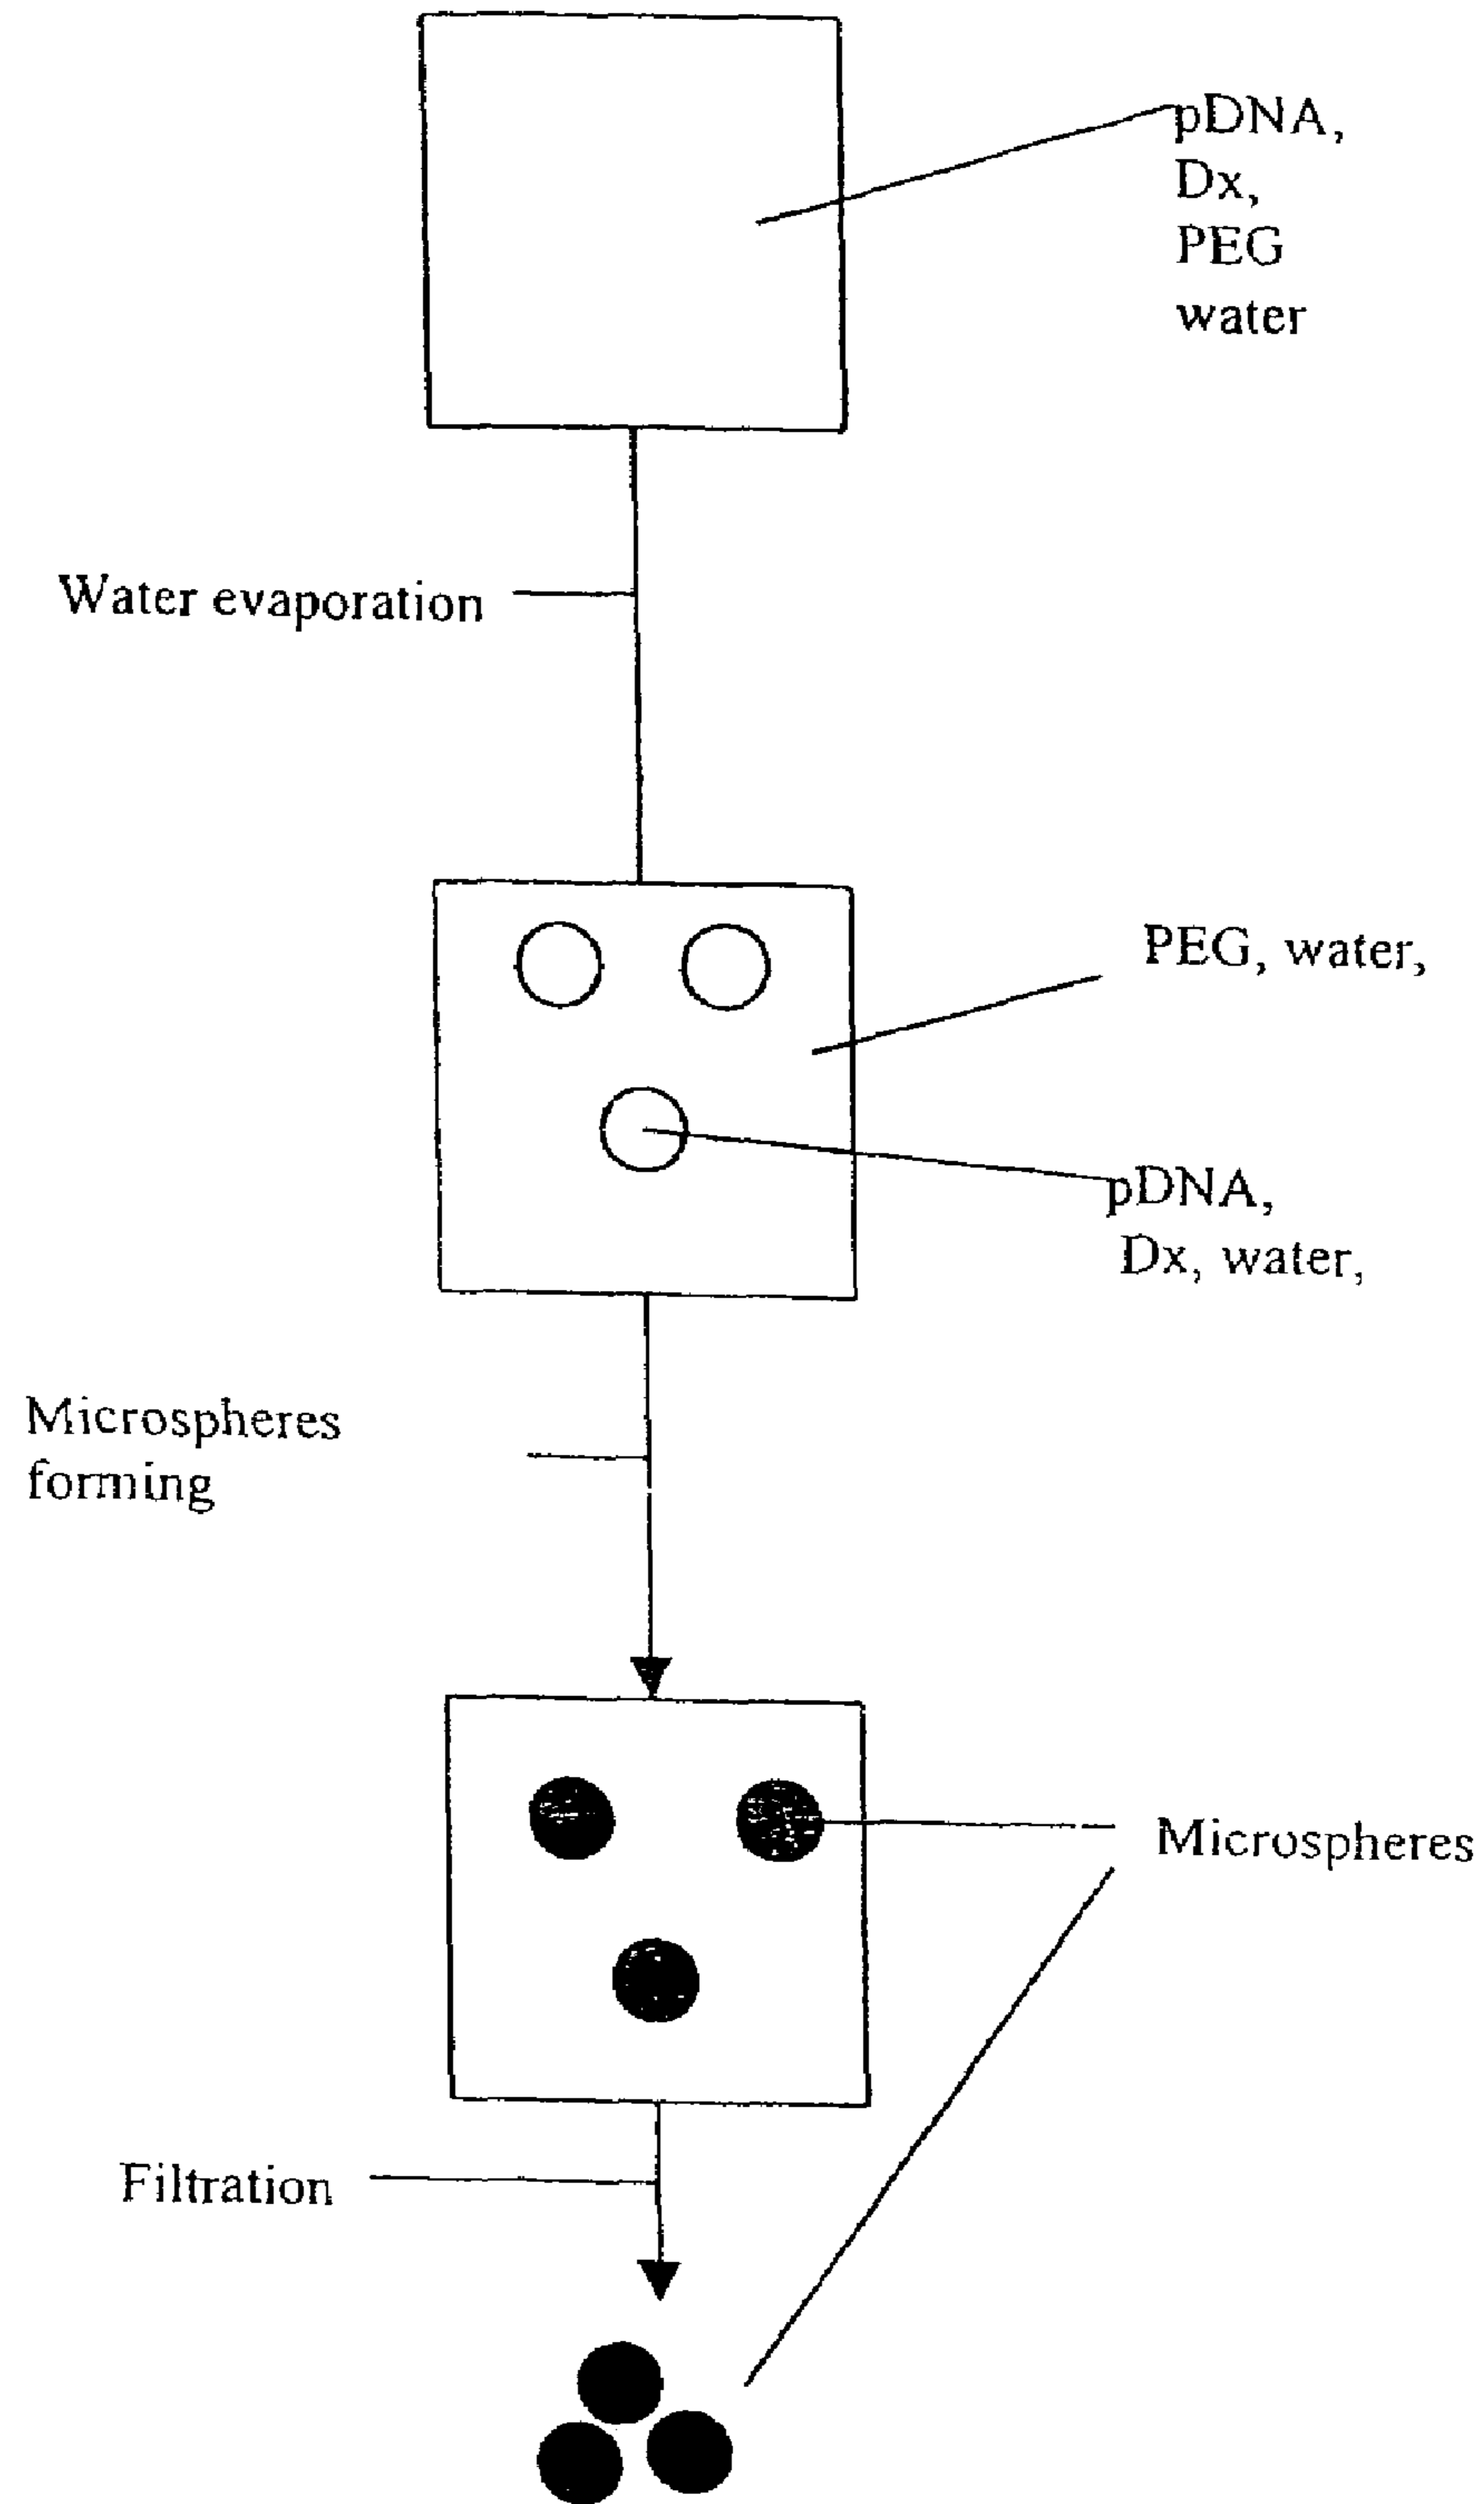 pDNA,
Dx,
PEG
water
Water evaporation
PEG, water,
pDNA,
Dx, water,
Microspheres
forming
Microspheres
Filtration